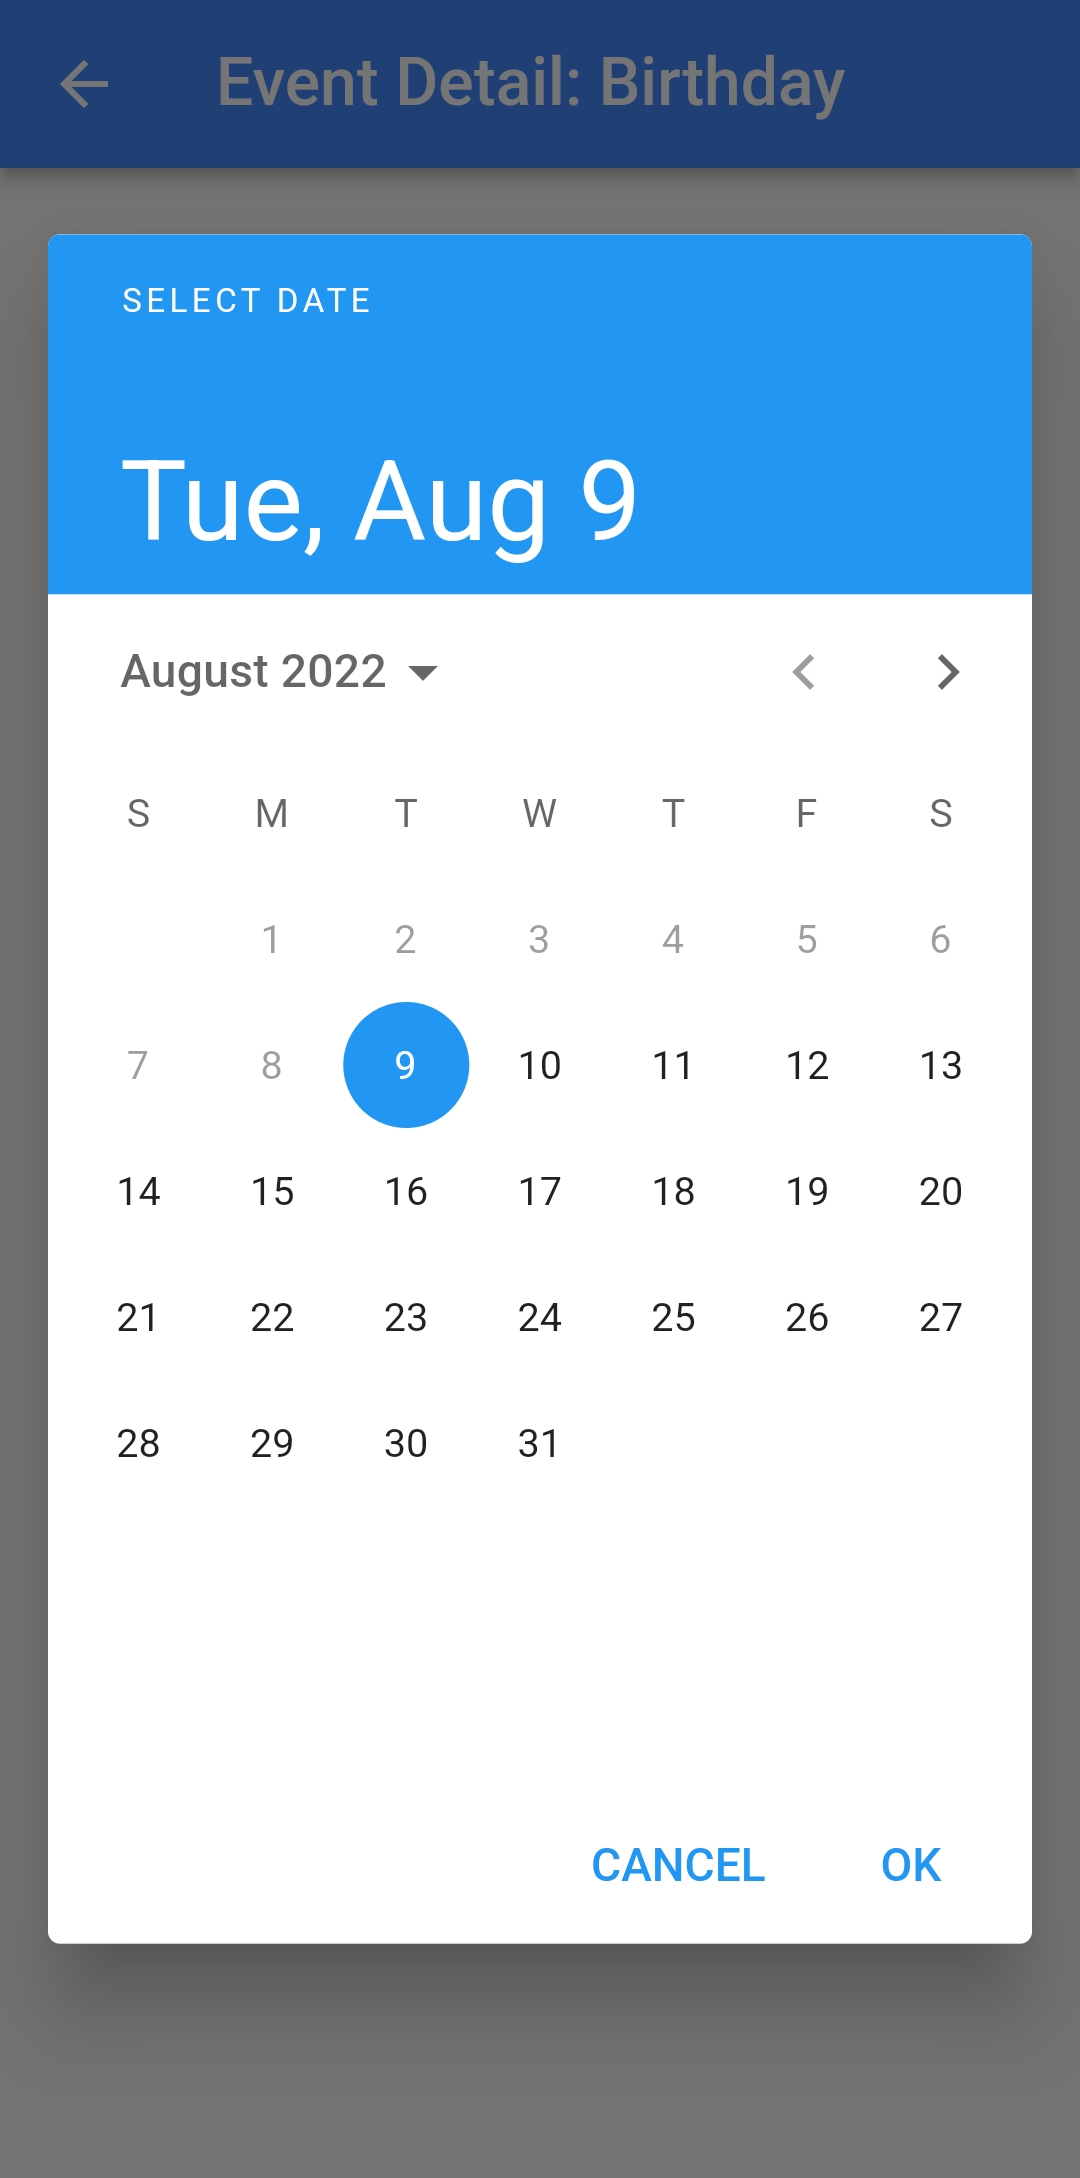 Event Detail: Birthday
SELECT DATE
Tue, Aug 9
August 2022
S M T W T F S
1 2 3 4 5 6
7 8 9 10 11 12 13
14 15 16 17 18 19 20
21 22 23 24 25 26 27
28 29 30 31
CANCEL OK